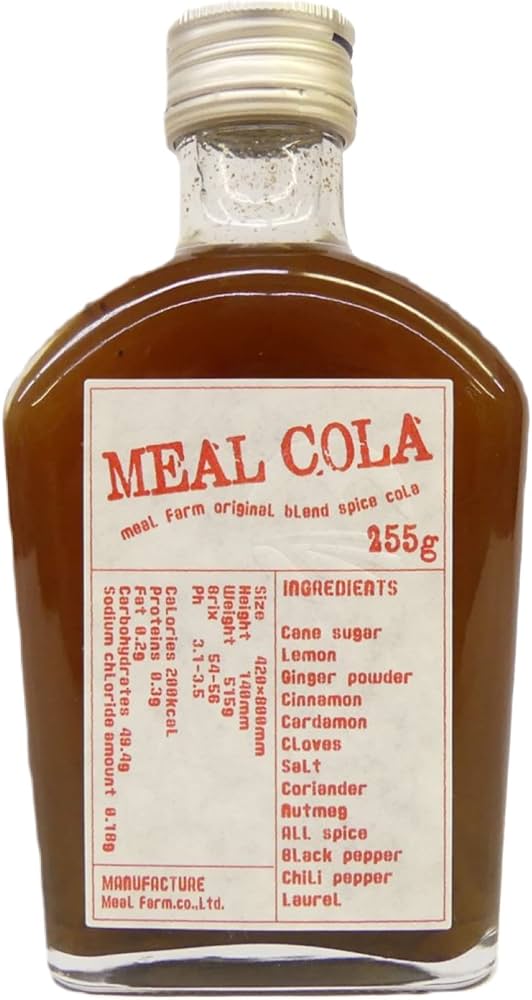 MEAL COLA
meal Farm original blend spice cola
255g
Size 420×800mm
Height 140mm
Weight 515g
Brix 54-56
Ph 3.1-3.5
Calories 200kcal
Proteins 0.3g
Fat 0.2g
Carbohydrates 49.4g
Sodium chloride amount 0.18g
INGREDIENTS
Cane sugar
Lemon
Ginger powder
Cinnamon
Cardamon
Cloves
Salt
Coriander
Nutmeg
ALL spice
Black pepper
Chili pepper
Laurel
MANUFACTURE
Meal Farm.co.,Ltd.